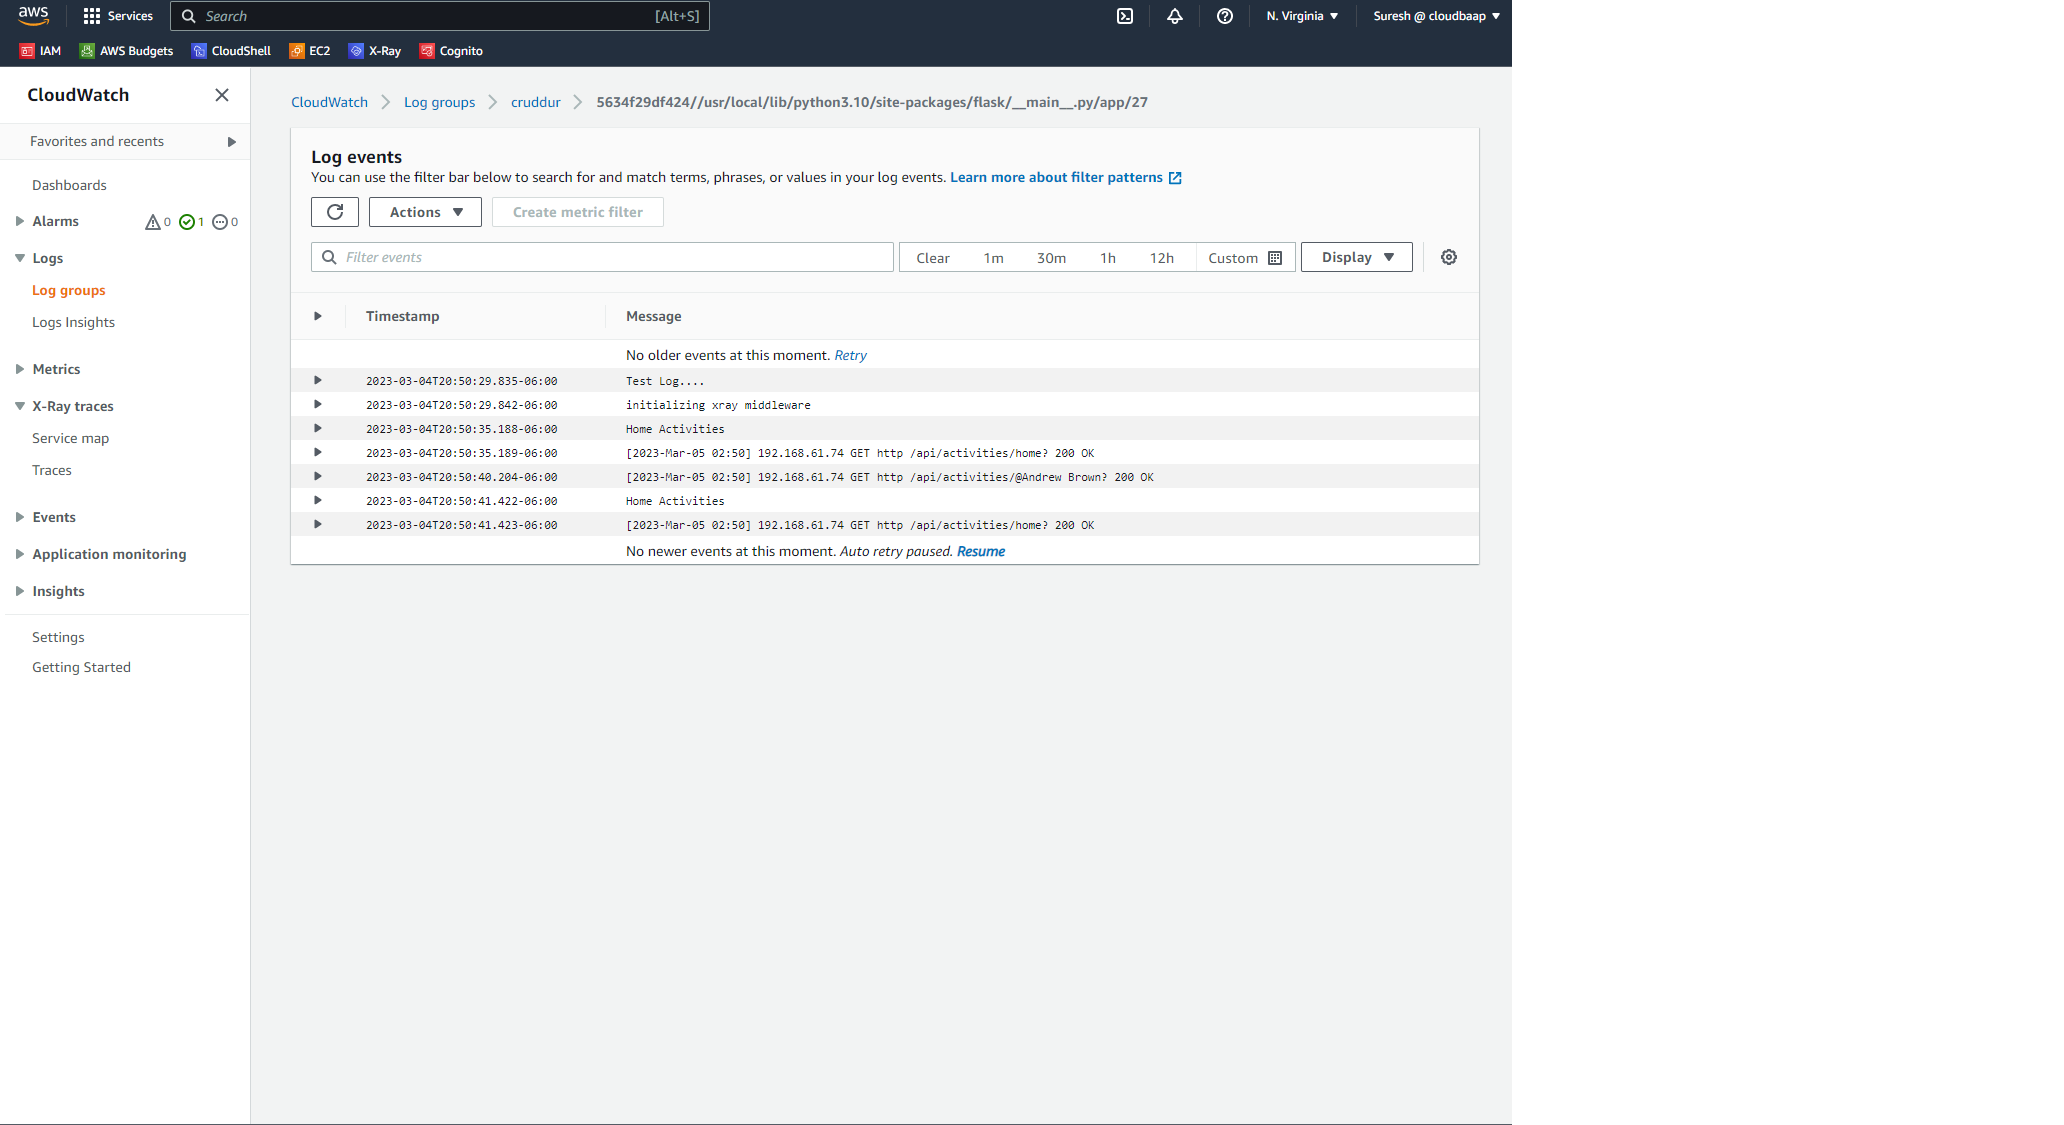 aws Services Search [Alt+S] N. Virginia Suresh @ cloudbaap
IAM AWS Budgets CloudShell EC2 X-Ray Cognito
CloudWatch
Favorites and recents
Dashboards
Alarms 0 1 0
Logs
Log groups
Logs Insights
Metrics
X-Ray traces
Service map
Traces
Events
Application monitoring
Insights
Settings
Getting Started
CloudWatch Log groups cruddur 5634f29df424//usr/local/lib/python3.10/site-packages/flask/__main__.py/app/27
Log events
You can use the filter bar below to search for and match terms, phrases, or values in your log events. Learn more about filter patterns
Actions Create metric filter
Filter events Clear 1m 30m 1h 12h Custom Display
Timestamp Message
No older events at this moment. Retry
2023-03-04T20:50:29.835-06:00 Test Log....
2023-03-04T20:50:29.842-06:00 initializing xray middleware
2023-03-04T20:50:35.188-06:00 Home Activities
2023-03-04T20:50:35.189-06:00 [2023-Mar-05 02:50] 192.168.61.74 GET http /api/activities/home? 200 OK
2023-03-04T20:50:40.204-06:00 [2023-Mar-05 02:50] 192.168.61.74 GET http /api/activities/@Andrew Brown? 200 OK
2023-03-04T20:50:41.422-06:00 Home Activities
2023-03-04T20:50:41.423-06:00 [2023-Mar-05 02:50] 192.168.61.74 GET http /api/activities/home? 200 OK
No newer events at this moment. Auto retry paused. Resume